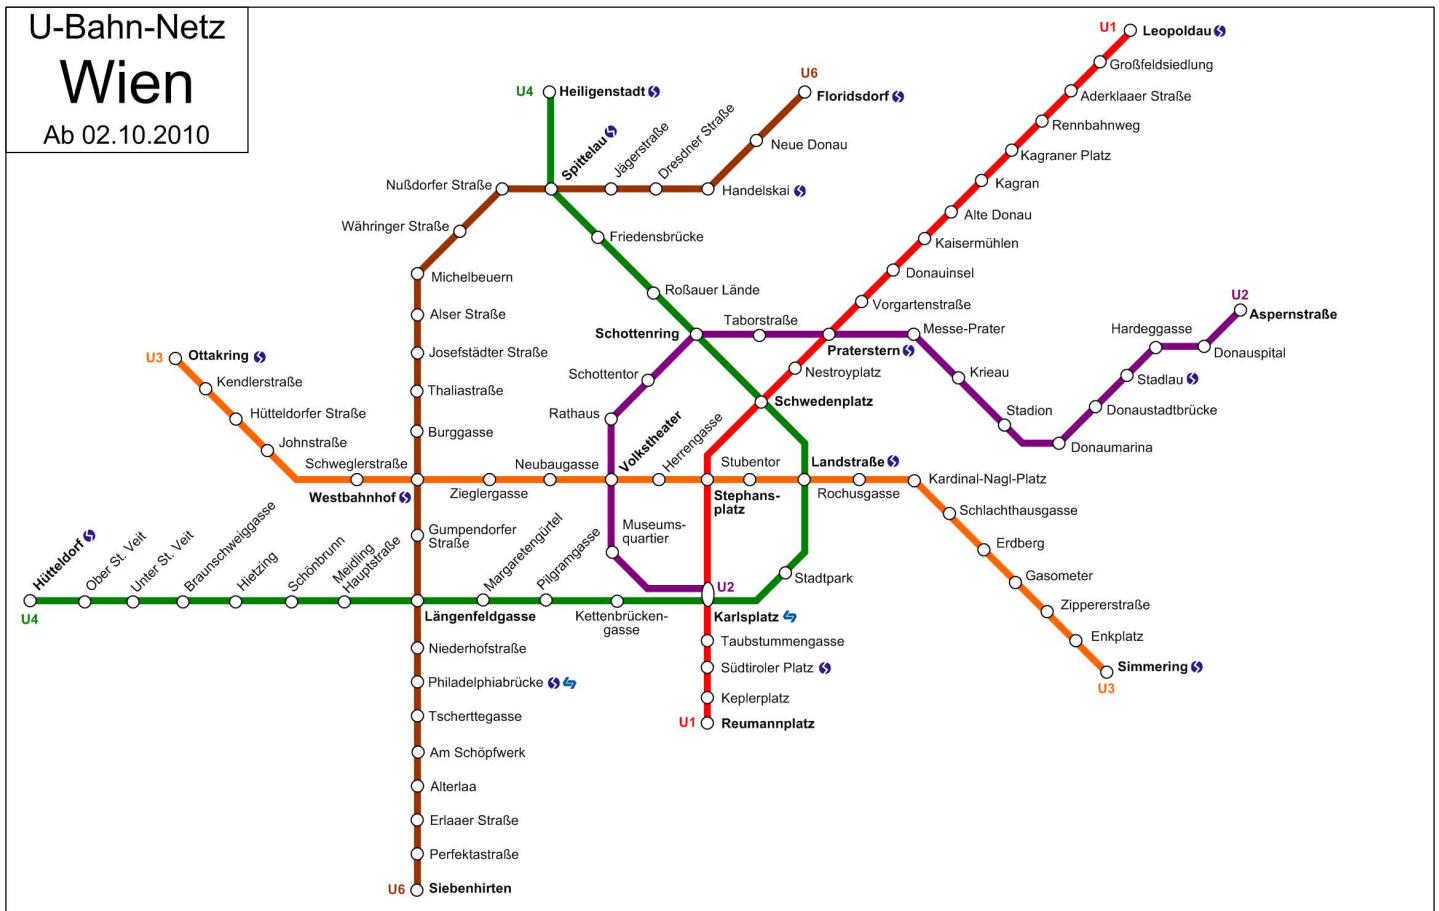 U-Bahn-Netz
Wien
Ab 02.10.2010
U1
Leopoldau
Großfeldsiedlung
Aderklaaer Straße
Rennbahnweg
Kagraner Platz
Kagran
Alte Donau
Kaisermühlen
Donauinsel
Vorgartenstraße
Praterstern
Nestroyplatz
Schwedenplatz
Stephans-
platz
Karlsplatz
Taubstummengasse
Südtiroler Platz
Keplerplatz
U1
Reumannplatz
U4
Heiligenstadt
Spittelau
Friedensbrücke
Roßauer Lände
Schottenring
Landstraße
Stadtpark
Kettenbrücken-
gasse
Pilgramgasse
Margaretengürtel
Längenfeldgasse
Meidling
Hauptstraße
Schönbrunn
Hietzing
Braunschweiggasse
Unter St. Veit
Ober St. Veit
Hütteldorf
U4
U6
Floridsdorf
Neue Donau
Handelskai
Dresdner Straße
Jägerstraße
Nußdorfer Straße
Währinger Straße
Michelbeuern
Alser Straße
Josefstädter Straße
Thaliastraße
Burggasse
Westbahnhof
Gumpendorfer
Straße
Niederhofstraße
Philadelphiabrücke
Tscherttegasse
Am Schöpfwerk
Alterlaa
Erlaaer Straße
Perfektastraße
U6
Siebenhirten
U3
Ottakring
Kendlerstraße
Hütteldorfer Straße
Johnstraße
Schweglerstraße
Zieglergasse
Neubaugasse
Volkstheater
Herrengasse
Stubentor
Rochusgasse
Kardinal-Nagl-Platz
Schlachthausgasse
Erdberg
Gasometer
Zippererstraße
Enkplatz
Simmering
U3
U2
Aspernstraße
Donauspital
Hardeggasse
Stadlau
Donaustadtbrücke
Donaumarina
Stadion
Krieau
Messe-Prater
Taborstraße
Schottentor
Rathaus
Museums-
quartier
U2